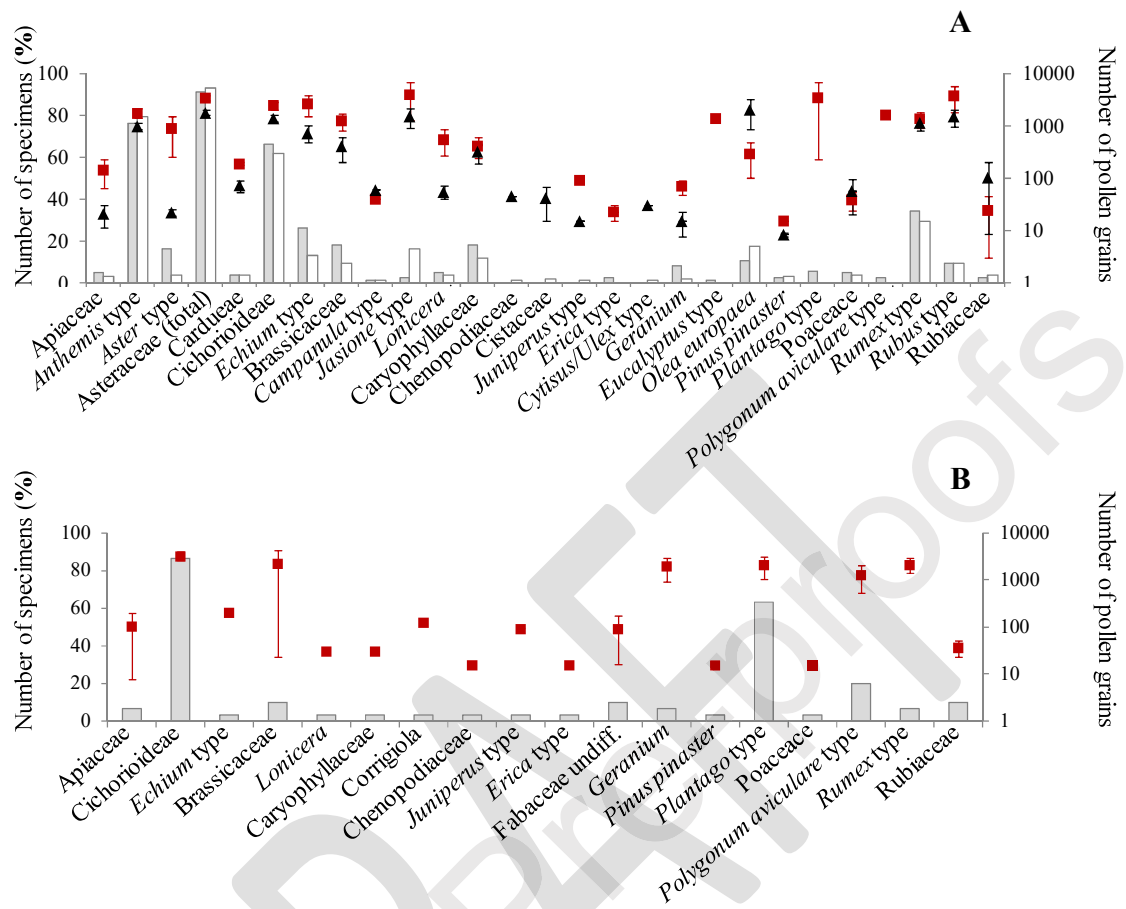 A
Number of specimens (%)
100
80
60
40
20
0
10000
1000
100
10
1
Number of pollen grains
Apiaceae
Anthemis type
Aster type
Asteraceae (total)
Cardueae
Cichorioideae
Echium type
Brassicaceae
Campanula type
Jasione type
Lonicera
Caryophyllaceae
Chenopodiaceae
Cistaceae
Juniperus type
Erica type
Cytisus/Ulex type
Geranium
Eucalyptus type
Olea europaea
Pinus pinaster
Plantago type
Poaceace
Polygonum aviculare type
Rumex type
Rubus type
Rubiaceae
B
Number of specimens (%)
100
80
60
40
20
0
10000
1000
100
10
1
Number of pollen grains
Apiaceae
Cichorioideae
Echium type
Brassicaceae
Lonicera
Caryophyllaceae
Corrigiola
Chenopodiaceae
Juniperus type
Erica type
Fabaceae undiff.
Geranium
Pinus pinaster
Plantago type
Poaceace
Polygonum aviculare type
Rumex type
Rubiaceae
DRAFT
Preprroofs